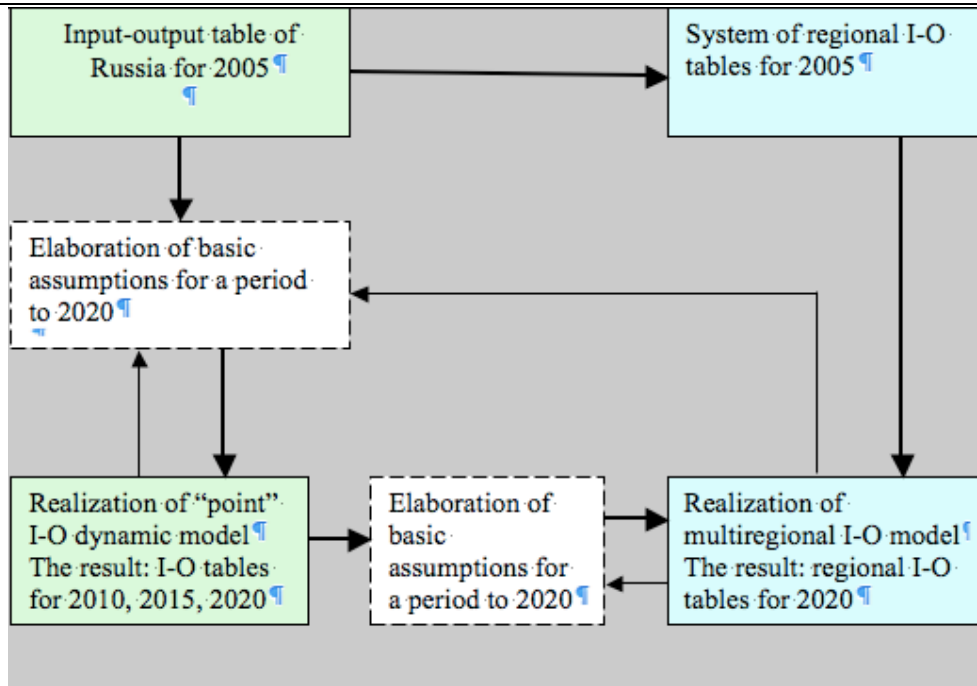 Input-output table of
Russia for 2005¶
¶
System of regional I-O
tables for 2005¶
Elaboration of basic
assumptions for a period
to 2020¶
¶
Realization of “point”
I-O dynamic model¶
The result: I-O tables
for 2010, 2015, 2020¶
Elaboration of
basic
assumptions for
a period to 2020¶
Realization of
multiregional I-O model¶
The result: regional I-O
tables for 2020¶